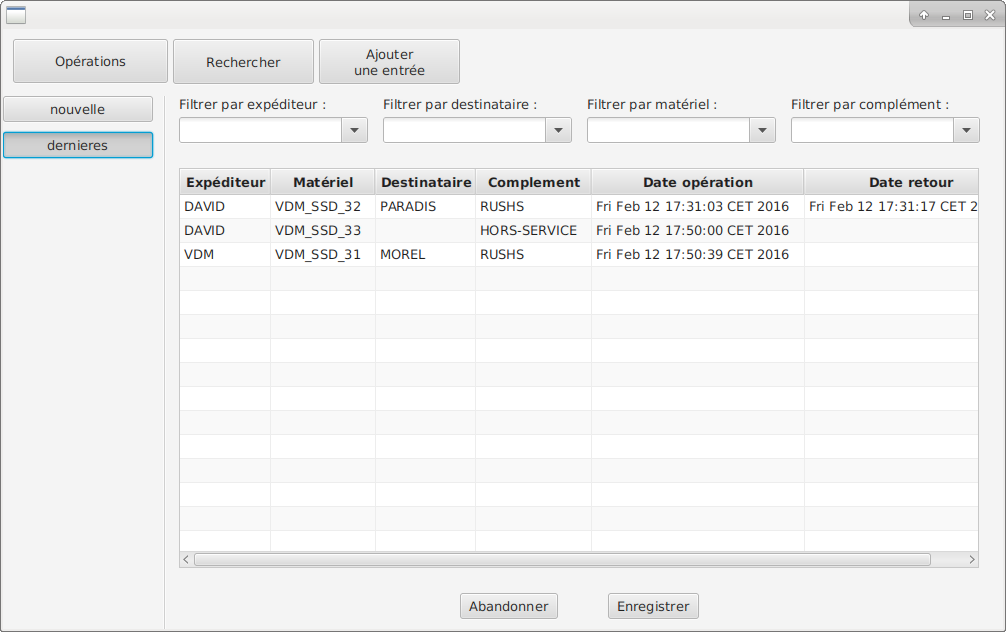 Opérations
Rechercher
Ajouter
une entrée
nouvelle
dernieres
Filtrer par expéditeur :
Filtrer par destinataire :
Filtrer par matériel :
Filtrer par complément :
Expéditeur Matériel Destinataire Complement Date opération Date retour
DAVID VDM_SSD_32 PARADIS RUSHS Fri Feb 12 17:31:03 CET 2016 Fri Feb 12 17:31:17 CET 2
DAVID VDM_SSD_33 HORS-SERVICE Fri Feb 12 17:50:00 CET 2016
VDM VDM_SSD_31 MOREL RUSHS Fri Feb 12 17:50:39 CET 2016
Abandonner
Enregistrer